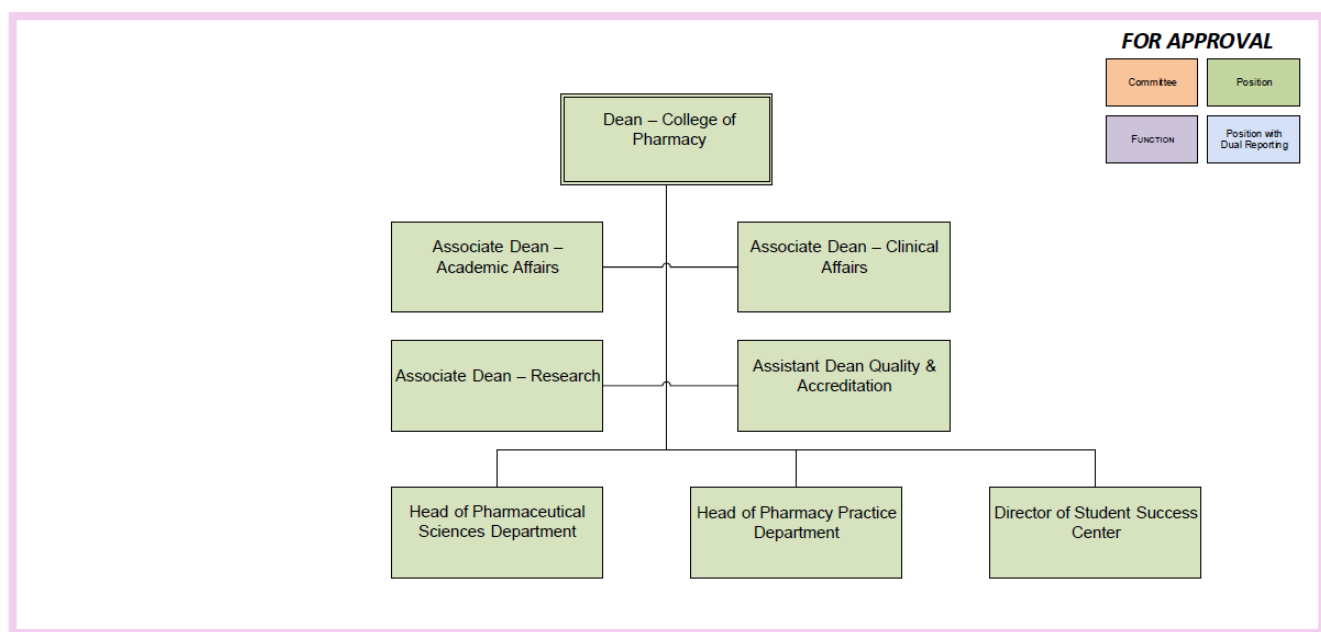 FOR APPROVAL
Committee
Position
FUNCTION
Position with
Dual Reporting
Dean – College of
Pharmacy
Associate Dean –
Academic Affairs
Associate Dean – Clinical
Affairs
Associate Dean – Research
Assistant Dean Quality &
Accreditation
Head of Pharmaceutical
Sciences Department
Head of Pharmacy Practice
Department
Director of Student Success
Center